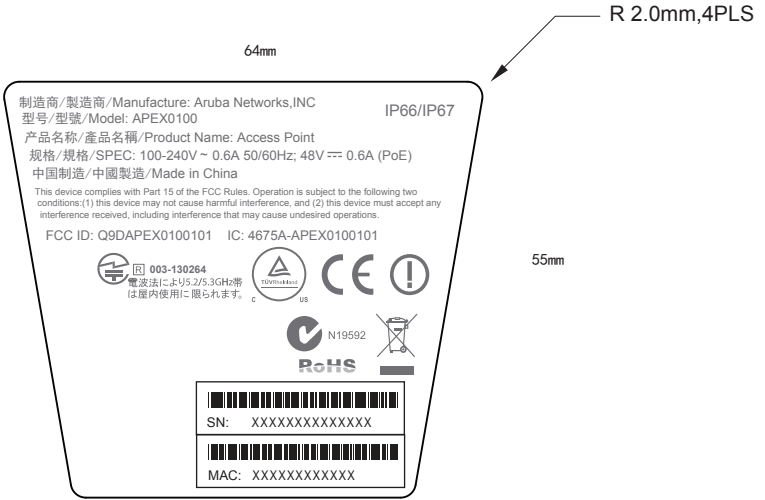 R 2.0mm,4PLS
64mm
制造商/製造商/Manufacture: Aruba Networks,INC
IP66/IP67
型号/型號/Model: APEX0100
产品名称/產品名稱/Product Name: Access Point
规格/規格/SPEC: 100-240V ~ 0.6A 50/60Hz; 48V ⎓ 0.6A (PoE)
中国制造/中國製造/Made in China
This device complies with Part 15 of the FCC Rules. Operation is subject to the following two
conditions:(1) this device may not cause harmful interference, and (2) this device must accept any
interference received, including interference that may cause undesired operations.
FCC ID: Q9DAPEX0100101 IC: 4675A-APEX0100101
R 003-130264
電波法により5.2/5.3GHz帯
は屋内使用に限られます。
TÜVRheinland
C US
CE
55mm
N19592
RoHS
SN: XXXXXXXXXXXXXX
MAC: XXXXXXXXXXXX